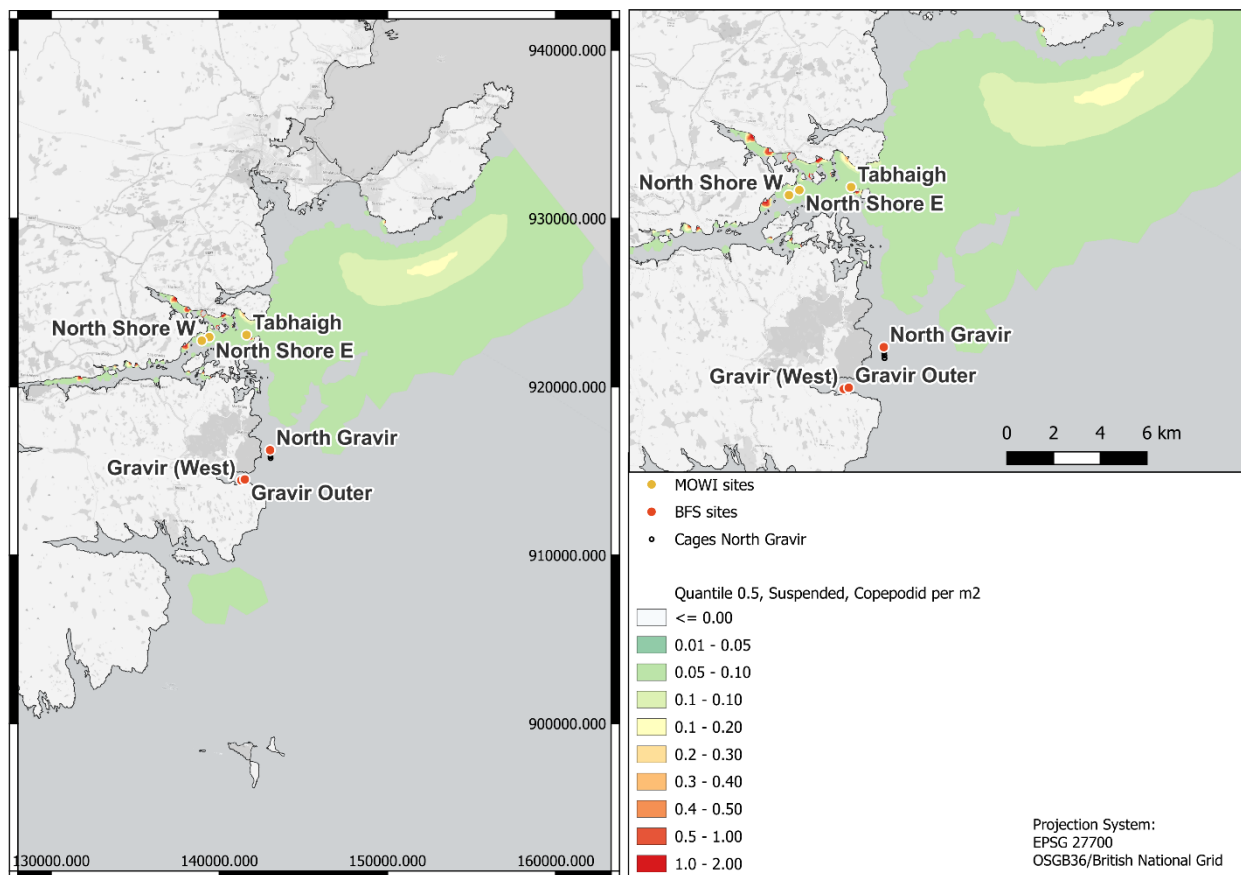 940000.000
930000.000
920000.000
910000.000
900000.000
130000.000
140000.000
150000.000
160000.000
North Shore W
Tabhaigh
North Shore E
North Gravir
Gravir (West)
Gravir Outer
Tabhaigh
North Shore W
North Shore E
North Gravir
Gravir (West)
Gravir Outer
0 2 4 6 km
MOWI sites
BFS sites
Cages North Gravir
Quantile 0.5, Suspended, Copepodid per m2
<= 0.00
0.01 - 0.05
0.05 - 0.10
0.1 - 0.10
0.1 - 0.20
0.2 - 0.30
0.3 - 0.40
0.4 - 0.50
0.5 - 1.00
1.0 - 2.00
Projection System:
EPSG 27700
OSGB36/British National Grid